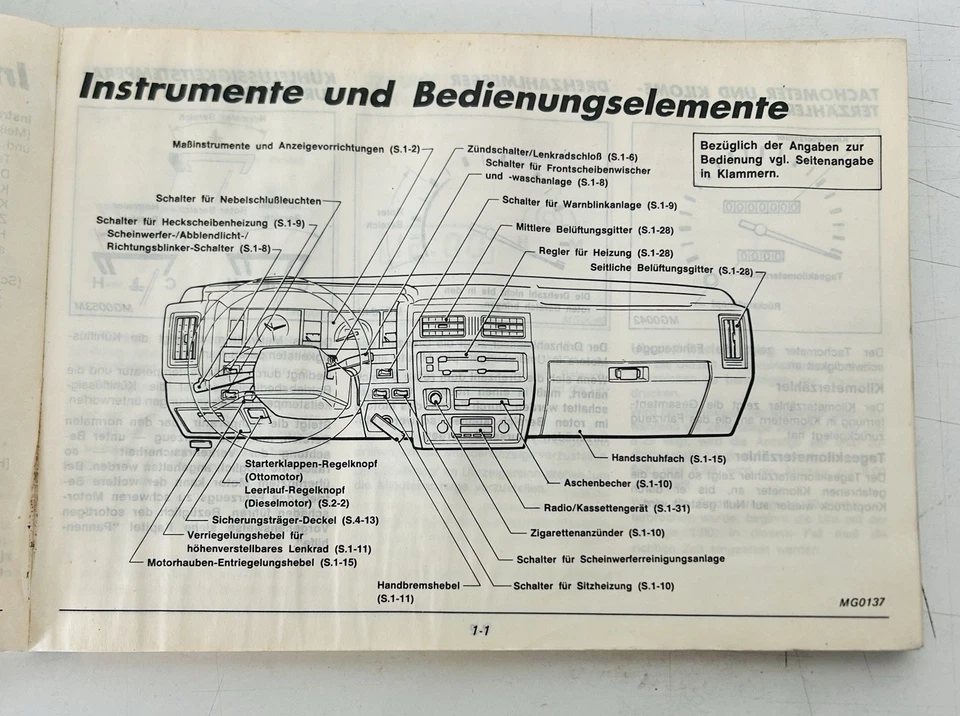 Instrumente und Bedienungselemente
Bezüglich der Angaben zur
Bedienung vgl. Seitenangabe
in Klammern.
Maßinstrumente und Anzeigevorrichtungen (S.1-2)
Zündschalter/Lenkradschloß (S.1-6)
Schalter für Frontscheibenwischer
und -waschanlage (S.1-8)
Schalter für Nebelschlußleuchten
Schalter für Warnblinkanlage (S.1-9)
Schalter für Heckscheibenheizung (S.1-9)
Scheinwerfer-/Abblendlicht-/
Richtungsblinker-Schalter (S.1-8)
Mittlere Belüftungsgitter (S.1-28)
Regler für Heizung (S.1-28)
Seitliche Belüftungsgitter (S.1-28)
Starterklappen-Regelknopf
(Ottomotor)
Leerlauf-Regelknopf
(Dieselmotor) (S.2-2)
Sicherungsträger-Deckel (S.4-13)
Verriegelungshebel für
höhenverstellbares Lenkrad (S.1-11)
Motorhauben-Entriegelungshebel (S.1-15)
Handschuhfach (S.1-15)
Aschenbecher (S.1-10)
Radio/Kassettengerät (S.1-31)
Zigarettenanzünder (S.1-10)
Schalter für Scheinwerferreinigungsanlage
Handbremshebel
(S.1-11)
Schalter für Sitzheizung (S.1-10)
MG0137
1-1